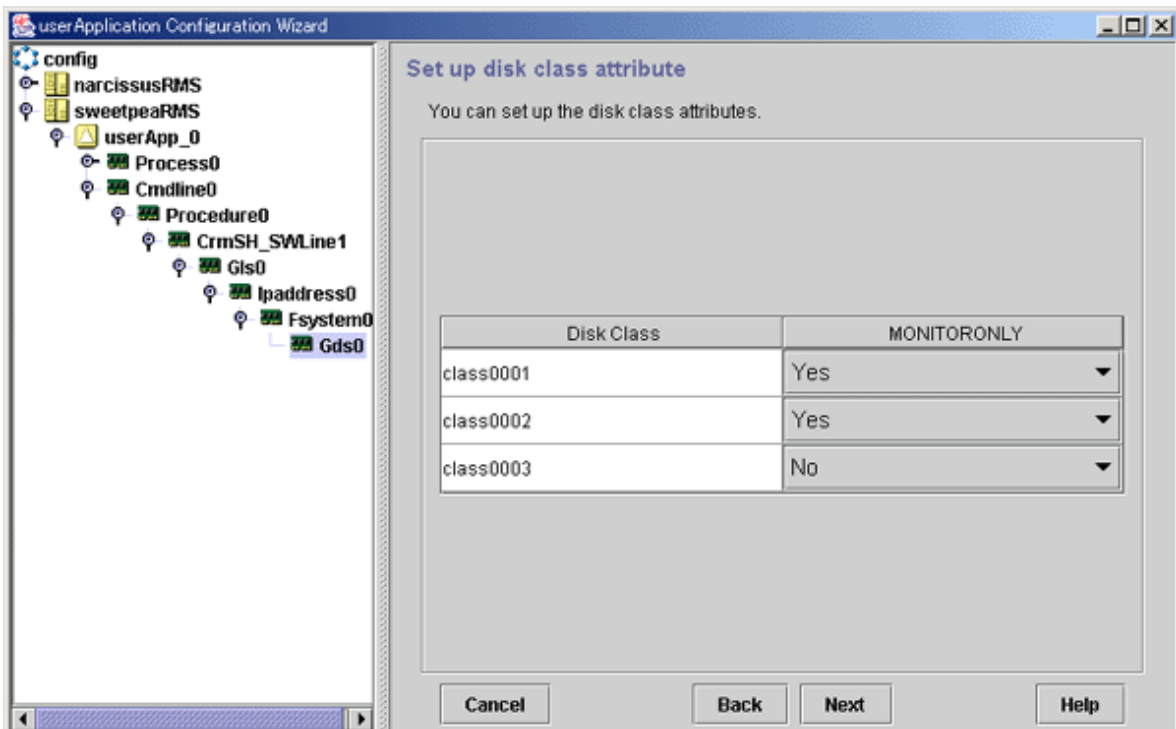 userApplication Configuration Wizard
config
narcissusRMS
sweetpeaRMS
userApp_0
Process0
Cmdline0
Procedure0
CrmSH_SWLine1
Gls0
Ipaddress0
Fsystem0
Gds0
Set up disk class attribute
You can set up the disk class attributes.
Disk Class MONITORONLY
class0001 Yes
class0002 Yes
class0003 No
Cancel Back Next Help